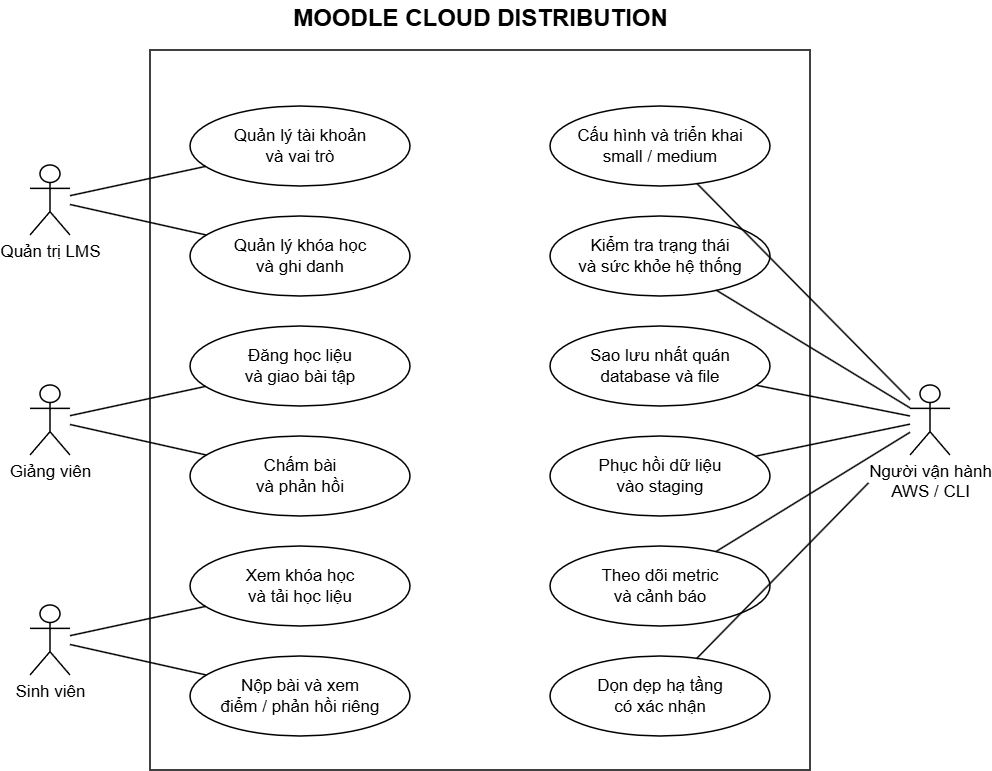 MOODLE CLOUD DISTRIBUTION
Quản lý tài khoản
và vai trò
Quản lý khóa học
và ghi danh
Quản trị LMS
Đăng học liệu
và giao bài tập
Chấm bài
và phản hồi
Giảng viên
Xem khóa học
và tải học liệu
Nộp bài và xem
điểm / phản hồi riêng
Sinh viên
Cấu hình và triển khai
small / medium
Kiểm tra trạng thái
và sức khỏe hệ thống
Sao lưu nhất quán
database và file
Phục hồi dữ liệu
vào staging
Theo dõi metric
và cảnh báo
Dọn dẹp hạ tầng
có xác nhận
Người vận hành
AWS / CLI